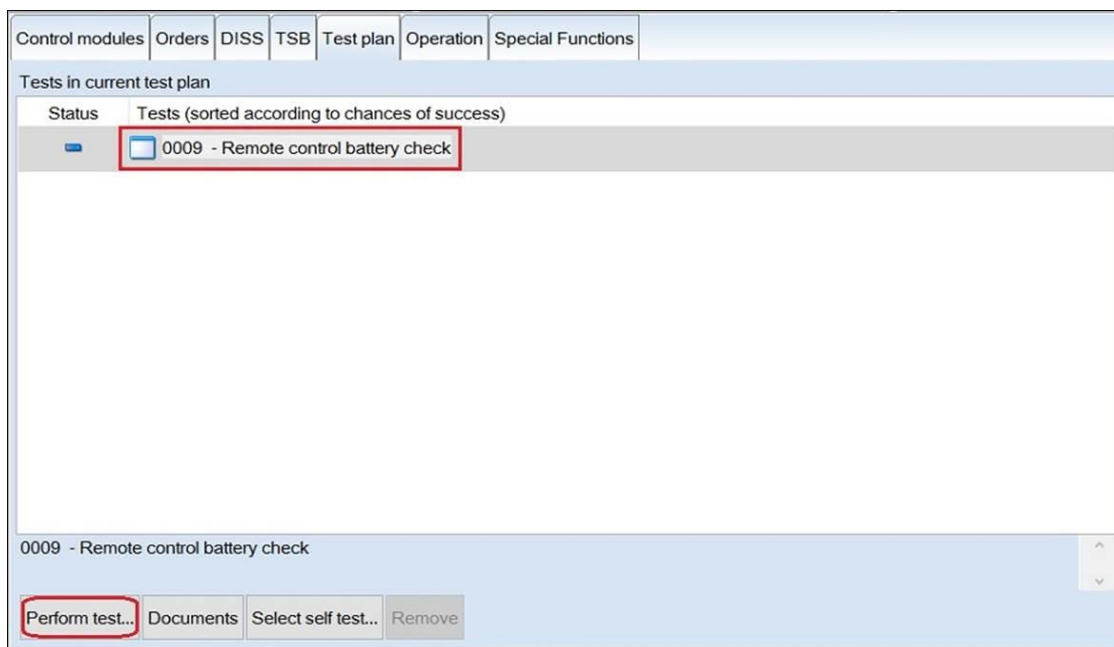 Control modules Orders DISS TSB Test plan Operation Special Functions
Tests in current test plan
Status Tests (sorted according to chances of success)
0009 - Remote control battery check
0009 - Remote control battery check
Perform test... Documents Select self test... Remove